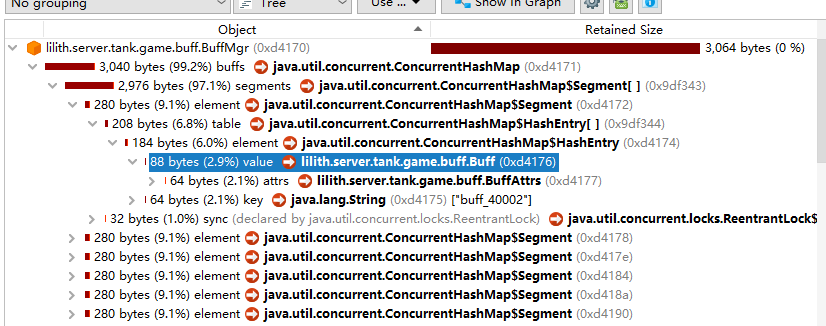 No grouping Tree Use ... Show In Graph
Object Retained Size
lilith.server.tank.game.buff.BuffMgr (0xd4170) 3,064 bytes (0 %)
3,040 bytes (99.2%) buffs java.util.concurrent.ConcurrentHashMap (0xd4171)
2,976 bytes (97.1%) segments java.util.concurrent.ConcurrentHashMap$Segment[ ] (0x9df343)
280 bytes (9.1%) element java.util.concurrent.ConcurrentHashMap$Segment (0xd4172)
208 bytes (6.8%) table java.util.concurrent.ConcurrentHashMap$HashEntry[ ] (0x9df344)
184 bytes (6.0%) element java.util.concurrent.ConcurrentHashMap$HashEntry (0xd4174)
88 bytes (2.9%) value lilith.server.tank.game.buff.Buff (0xd4176)
64 bytes (2.1%) attrs lilith.server.tank.game.buff.BuffAttrs (0xd4177)
64 bytes (2.1%) key java.lang.String (0xd4175) ["buff_40002"]
32 bytes (1.0%) sync (declared by java.util.concurrent.locks.ReentrantLock) java.util.concurrent.locks.ReentrantLock$
280 bytes (9.1%) element java.util.concurrent.ConcurrentHashMap$Segment (0xd4178)
280 bytes (9.1%) element java.util.concurrent.ConcurrentHashMap$Segment (0xd417e)
280 bytes (9.1%) element java.util.concurrent.ConcurrentHashMap$Segment (0xd4184)
280 bytes (9.1%) element java.util.concurrent.ConcurrentHashMap$Segment (0xd418a)
280 bytes (9.1%) element java.util.concurrent.ConcurrentHashMap$Segment (0xd4190)